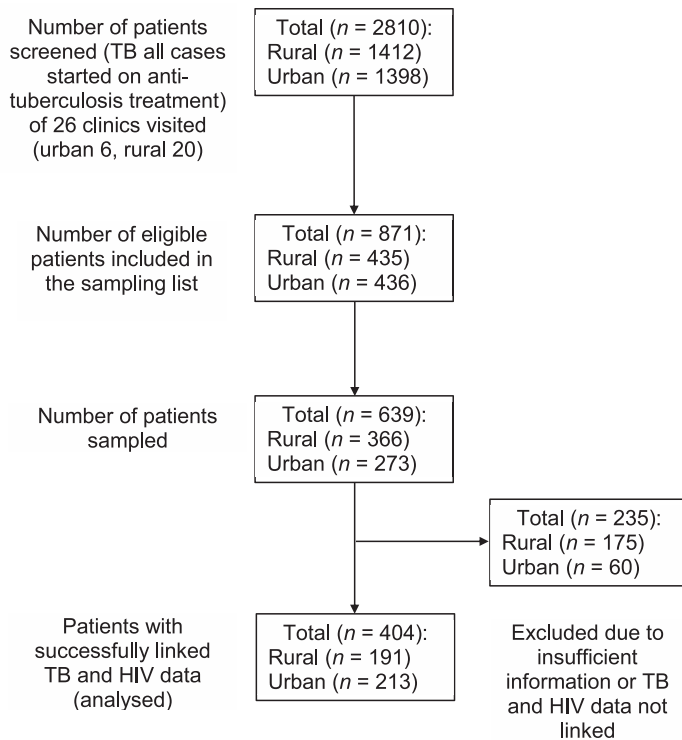 Number of patients
screened (TB all cases
started on anti-
tuberculosis treatment)
of 26 clinics visited
(urban 6, rural 20)
Total (n = 2810):
Rural (n = 1412)
Urban (n = 1398)
Number of eligible
patients included in
the sampling list
Total (n = 871):
Rural (n = 435)
Urban (n = 436)
Number of patients
sampled
Total (n = 639):
Rural (n = 366)
Urban (n = 273)
Total (n = 235):
Rural (n = 175)
Urban (n = 60)
Patients with
successfully linked
TB and HIV data
(analysed)
Total (n = 404):
Rural (n = 191)
Urban (n = 213)
Excluded due to
insufficient
information or TB
and HIV data not
linked